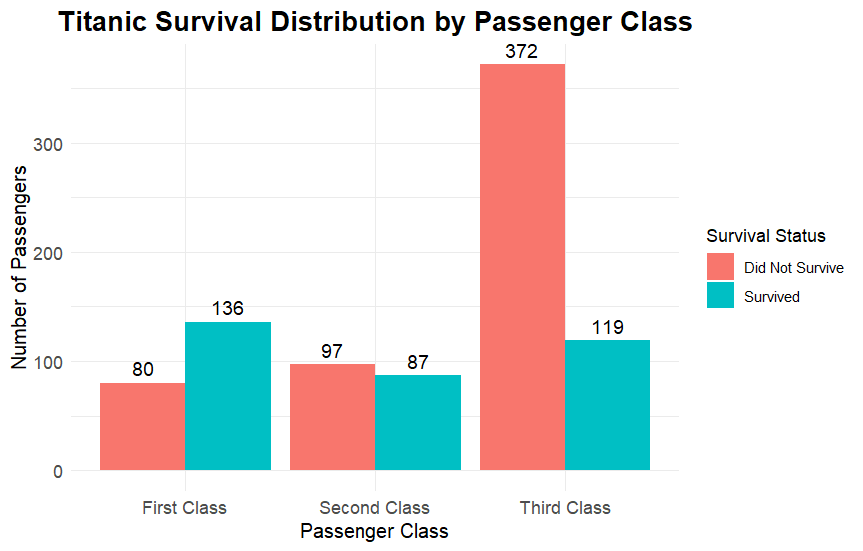 Titanic Survival Distribution by Passenger Class
Number of Passengers
300
200
100
0
80
136
97
87
372
119
First Class
Second Class
Third Class
Passenger Class
Survival Status
Did Not Survive
Survived